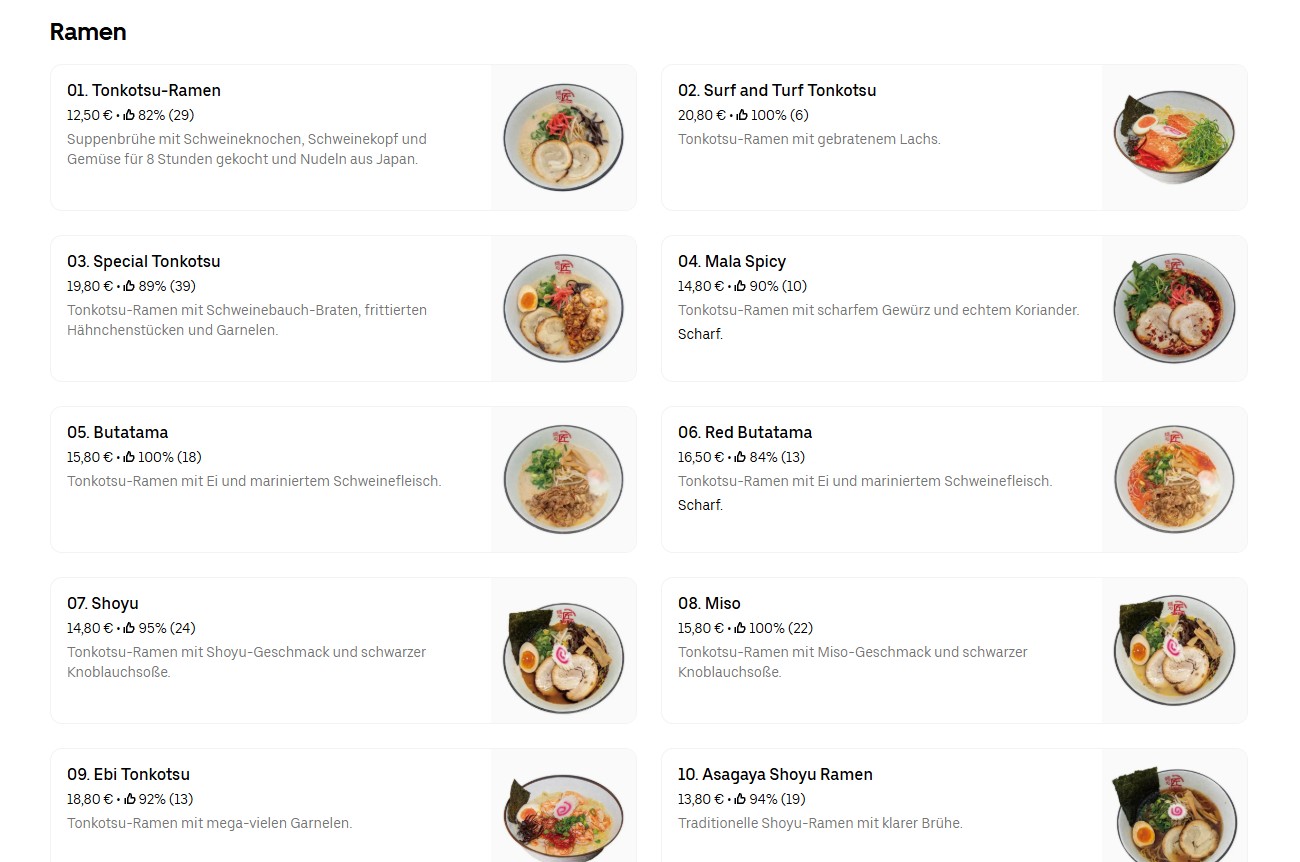 Ramen
01. Tonkotsu-Ramen
12,50 € • 82% (29)
Suppenbrühe mit Schweineknochen, Schweinekopf und
Gemüse für 8 Stunden gekocht und Nudeln aus Japan.
02. Surf and Turf Tonkotsu
20,80 € • 100% (6)
Tonkotsu-Ramen mit gebratenem Lachs.
03. Special Tonkotsu
19,80 € • 89% (39)
Tonkotsu-Ramen mit Schweinebauch-Braten, frittierten
Hähnchenstücken und Garnelen.
04. Mala Spicy
14,80 € • 90% (10)
Tonkotsu-Ramen mit scharfem Gewürz und echtem Koriander.
Scharf.
05. Butatama
15,80 € • 100% (18)
Tonkotsu-Ramen mit Ei und mariniertem Schweinefleisch.
06. Red Butatama
16,50 € • 84% (13)
Tonkotsu-Ramen mit Ei und mariniertem Schweinefleisch.
Scharf.
07. Shoyu
14,80 € • 95% (24)
Tonkotsu-Ramen mit Shoyu-Geschmack und schwarzer
Knoblauchsoße.
08. Miso
15,80 € • 100% (22)
Tonkotsu-Ramen mit Miso-Geschmack und schwarzer
Knoblauchsoße.
09. Ebi Tonkotsu
18,80 € • 92% (13)
Tonkotsu-Ramen mit mega-vielen Garnelen.
10. Asagaya Shoyu Ramen
13,80 € • 94% (19)
Traditionelle Shoyu-Ramen mit klarer Brühe.